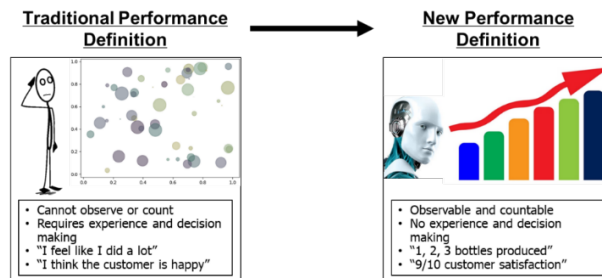 Traditional Performance
Definition
New Performance
Definition
1.0
0.8
0.6
0.4
0.2
0.0
0.0
0.2
0.4
0.6
0.8
1.0
• Cannot observe or count
• Requires experience and decision
making
• “I feel like I did a lot”
• “I think the customer is happy”
• Observable and countable
• No experience and decision
making
• “1, 2, 3 bottles produced”
• “9/10 customer satisfaction”